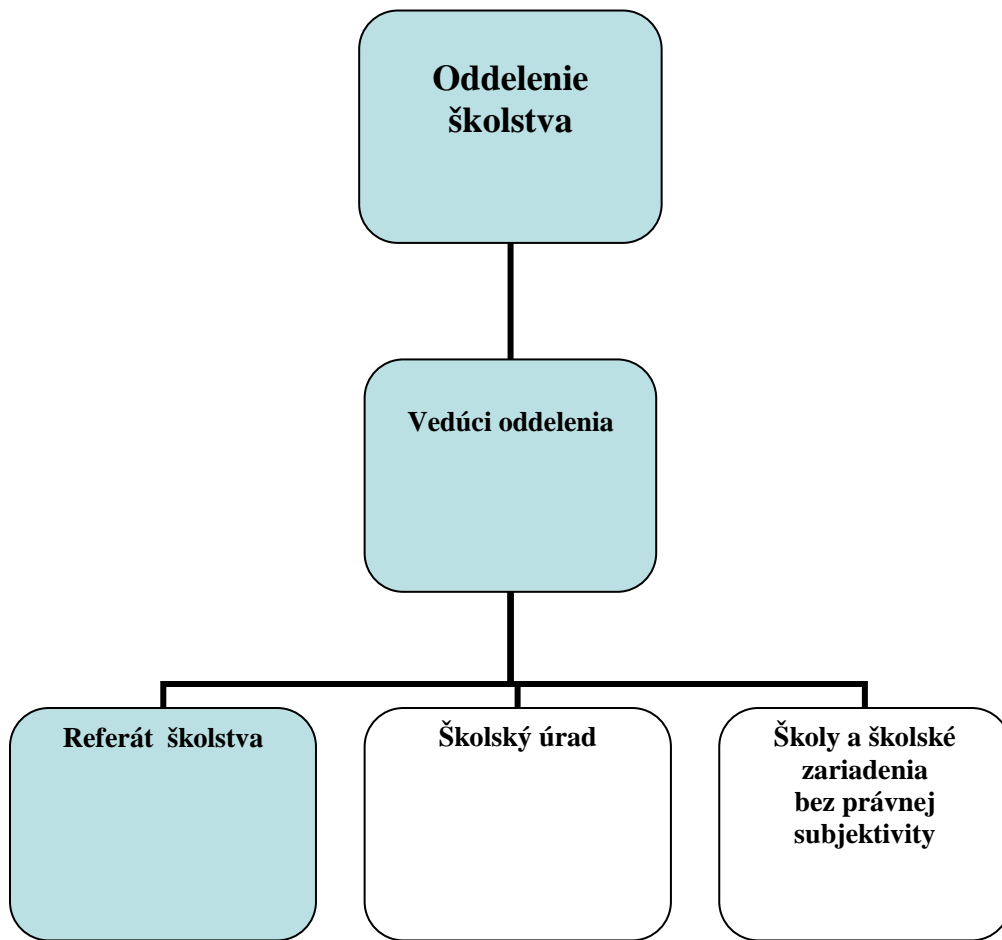 Oddelenie
školstva
Vedúci oddelenia
Referát školstva
Školský úrad
Školy a školské
zariadenia
bez právnej
subjektivity